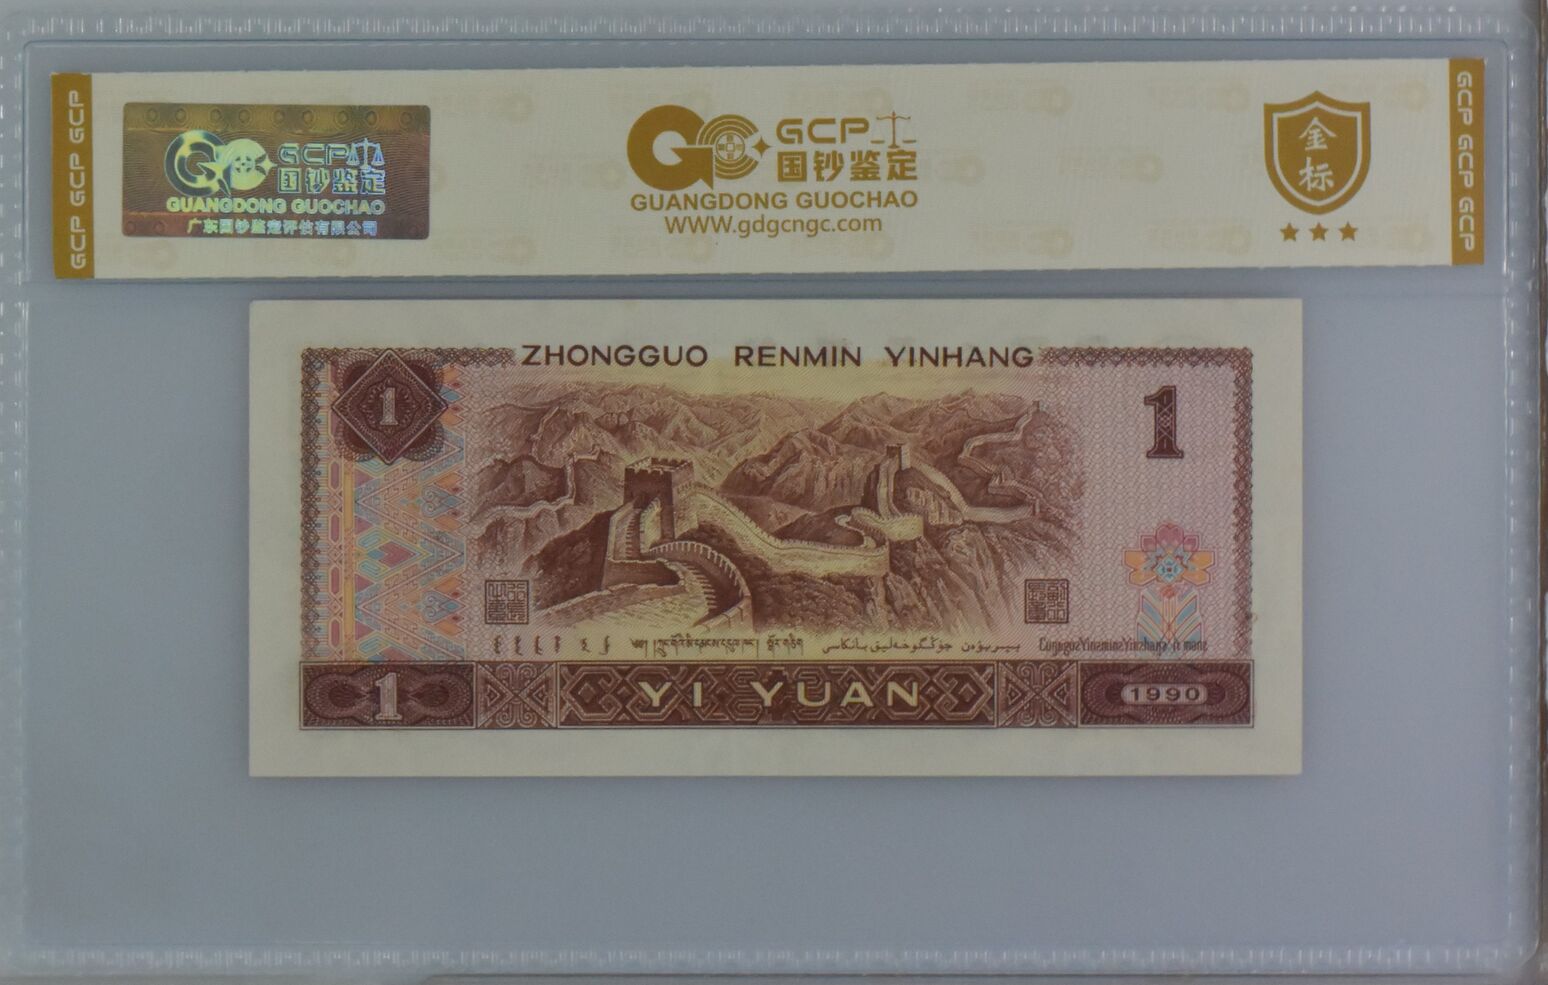 GCP GCP GCP
GCP
国钞鉴定
GUANGDONG GUOCHAO
广东国钞鉴定评估有限公司
GCP
国钞鉴定
GUANGDONG GUOCHAO
WWW.gdgcngc.com
金
标
GCP GCP GCP
ZHONGGUO RENMIN YINHANG
1
1
1
YI YUAN
1990